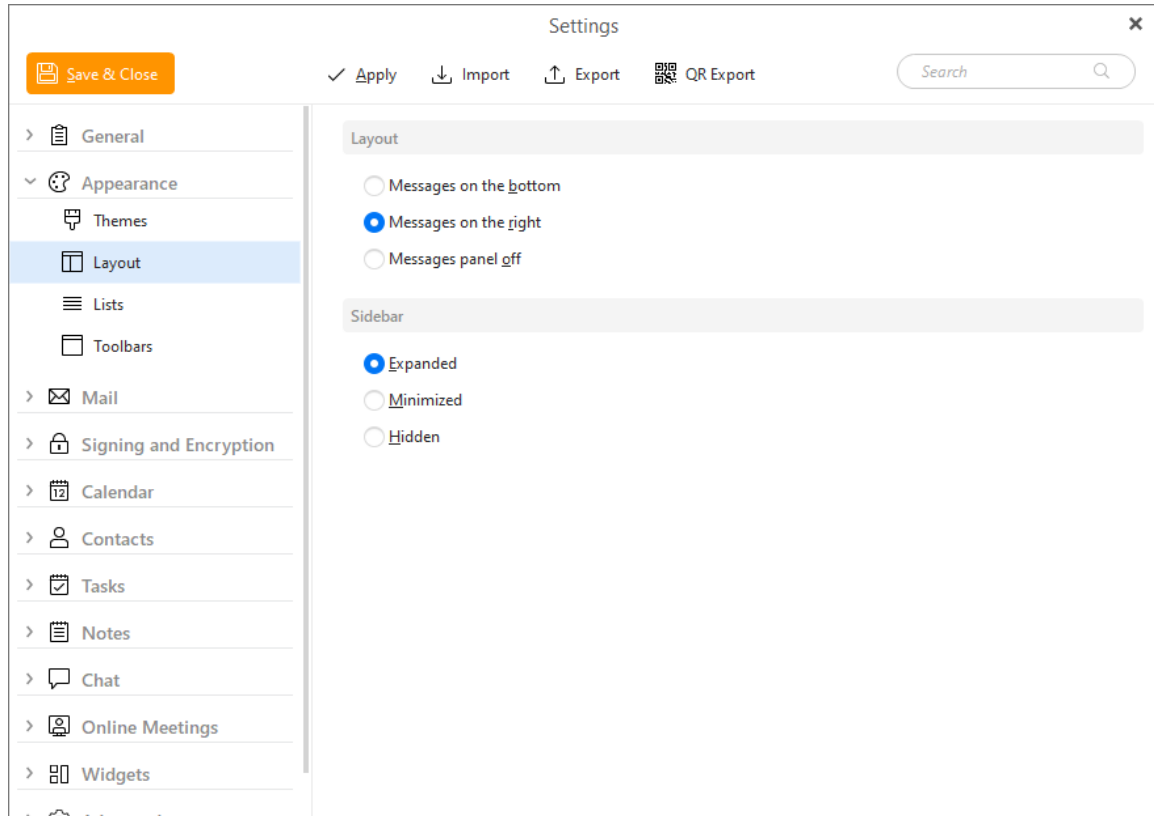 Settings
Save & Close
Apply
Import
Export
QR Export
Search
General
Appearance
Themes
Layout
Lists
Toolbars
Mail
Signing and Encryption
12
Calendar
Contacts
Tasks
Notes
Chat
Online Meetings
Widgets
Layout
Messages on the bottom
Messages on the right
Messages panel off
Sidebar
Expanded
Minimized
Hidden